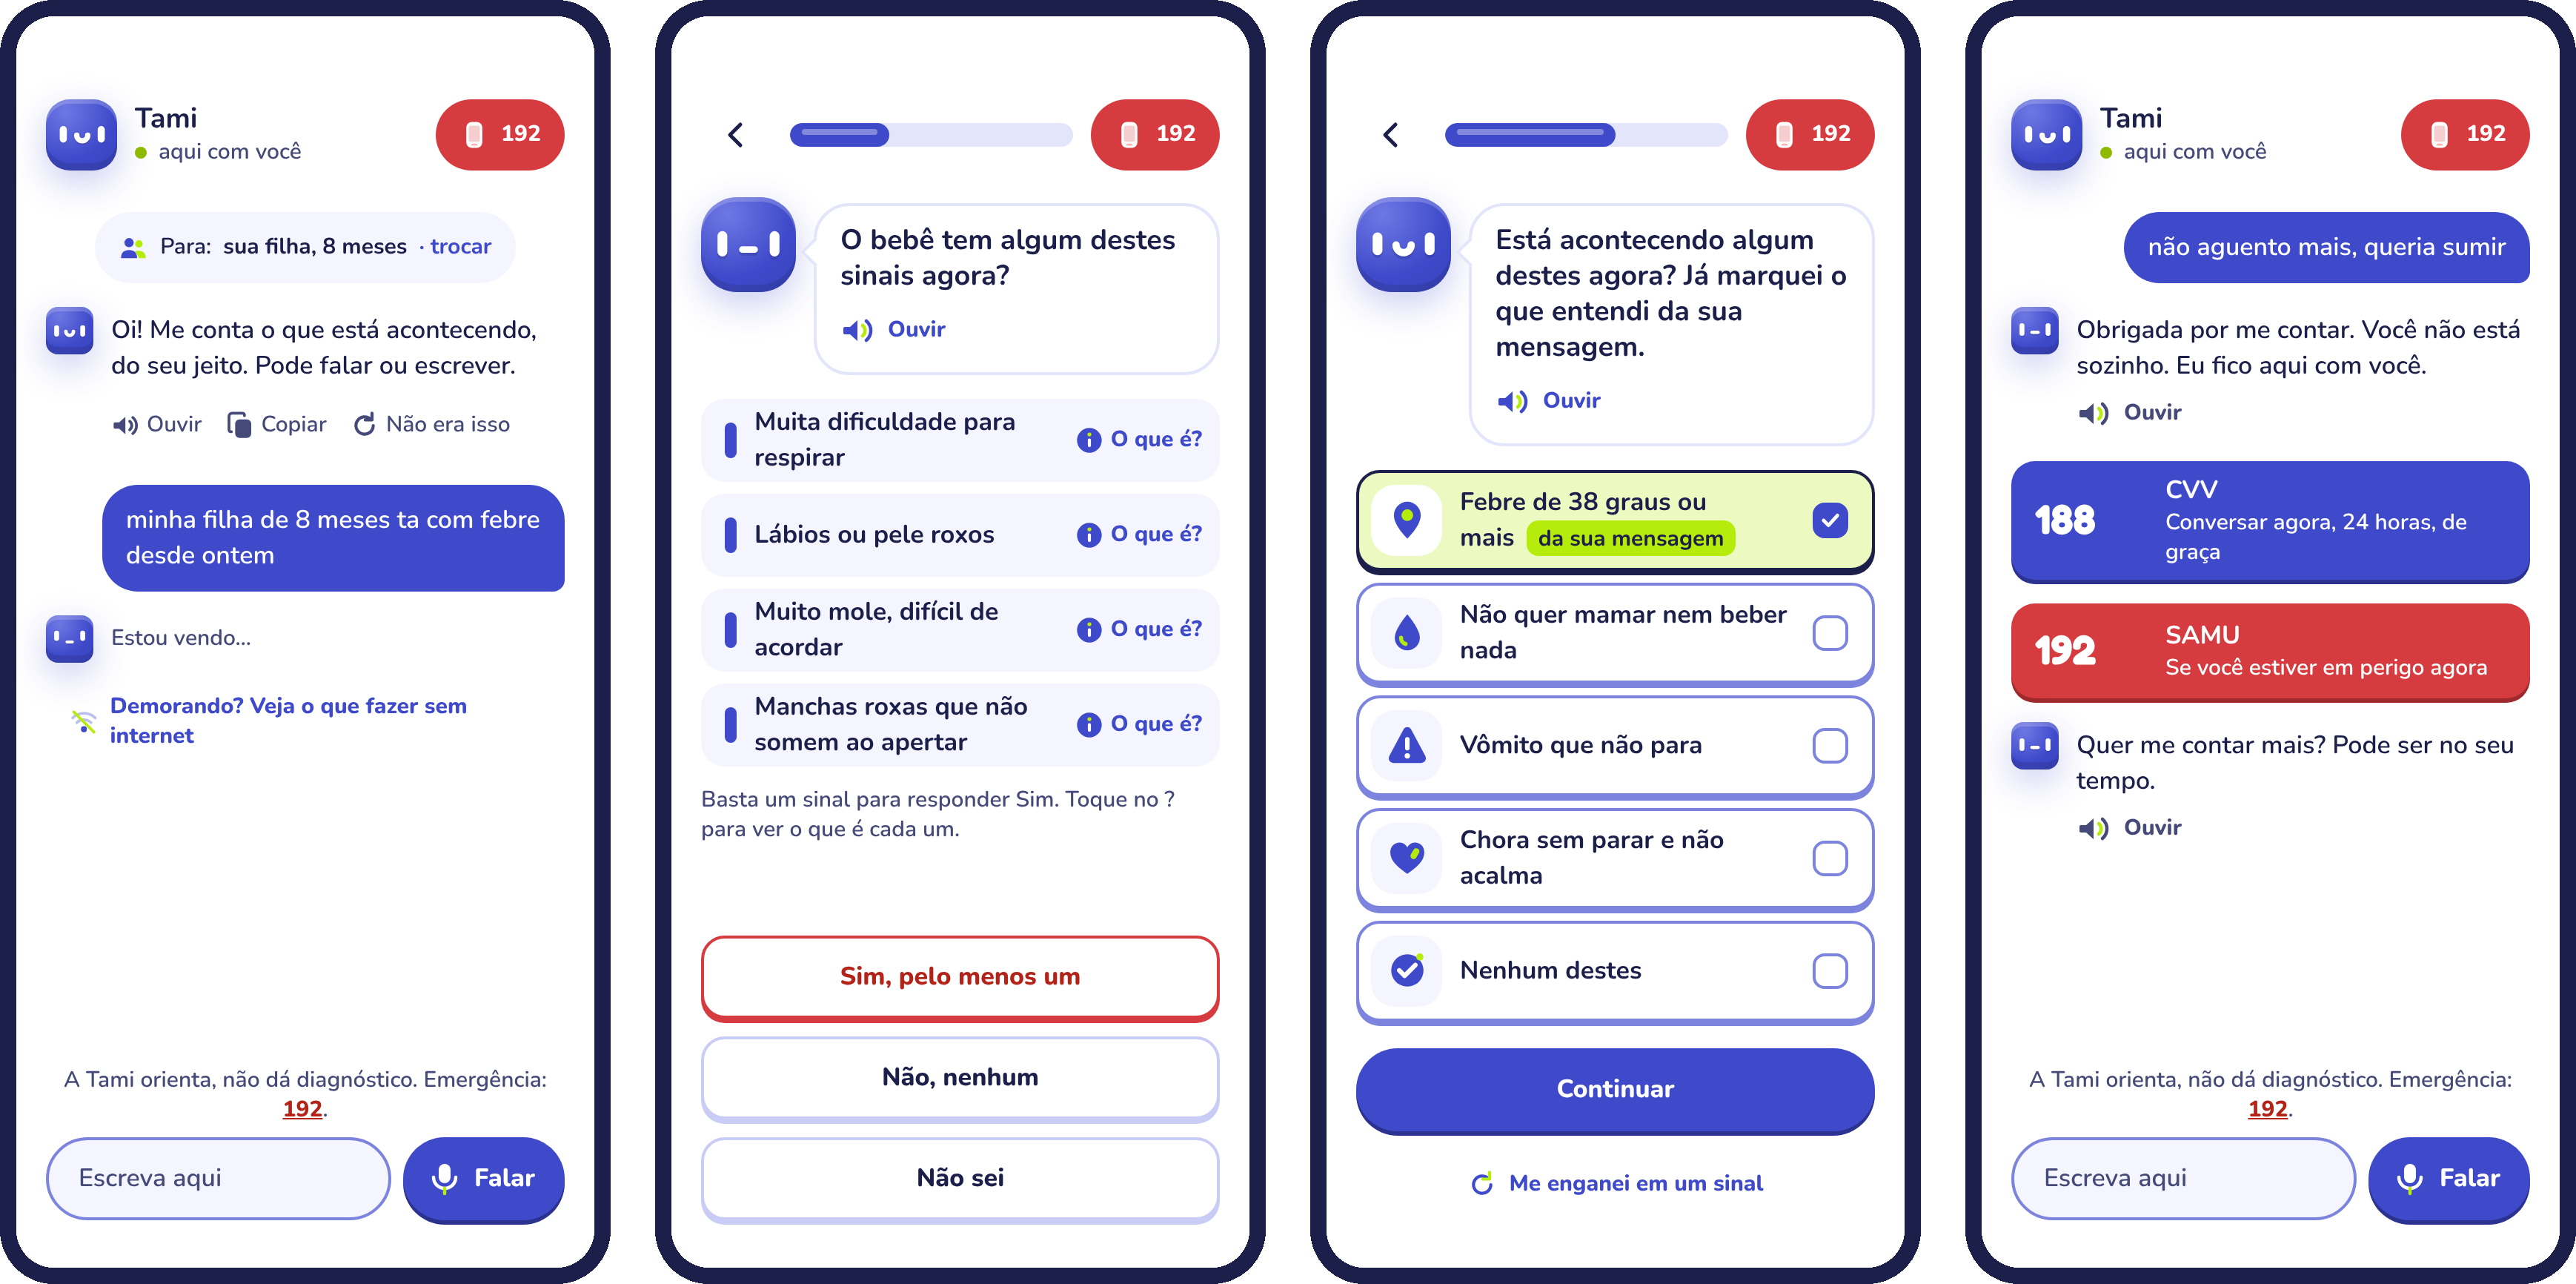 Tami
aqui com você
192
Para: sua filha, 8 meses · trocar
Oi! Me conta o que está acontecendo,
do seu jeito. Pode falar ou escrever.
Ouvir Copiar Não era isso
minha filha de 8 meses ta com febre
desde ontem
Estou vendo...
Demorando? Veja o que fazer sem
internet
A Tami orienta, não dá diagnóstico. Emergência:
192.
Escreva aqui
Falar
192
O bebê tem algum destes
sinais agora?
Ouvir
Muita dificuldade para
respirar
O que é?
Lábios ou pele roxos
O que é?
Muito mole, difícil de
acordar
O que é?
Manchas roxas que não
somem ao apertar
O que é?
Basta um sinal para responder Sim. Toque no ?
para ver o que é cada um.
Sim, pelo menos um
Não, nenhum
Não sei
192
Está acontecendo algum
destes agora? Já marquei o
que entendi da sua
mensagem.
Ouvir
Febre de 38 graus ou
mais da sua mensagem
Não quer mamar nem beber
nada
Vômito que não para
Chora sem parar e não
acalma
Nenhum destes
Continuar
Me enganei em um sinal
Tami
aqui com você
192
não aguento mais, queria sumir
Obrigada por me contar. Você não está
sozinho. Eu fico aqui com você.
Ouvir
188
CVV
Conversar agora, 24 horas, de
graça
192
SAMU
Se você estiver em perigo agora
Quer me contar mais? Pode ser no seu
tempo.
Ouvir
A Tami orienta, não dá diagnóstico. Emergência:
192.
Escreva aqui
Falar